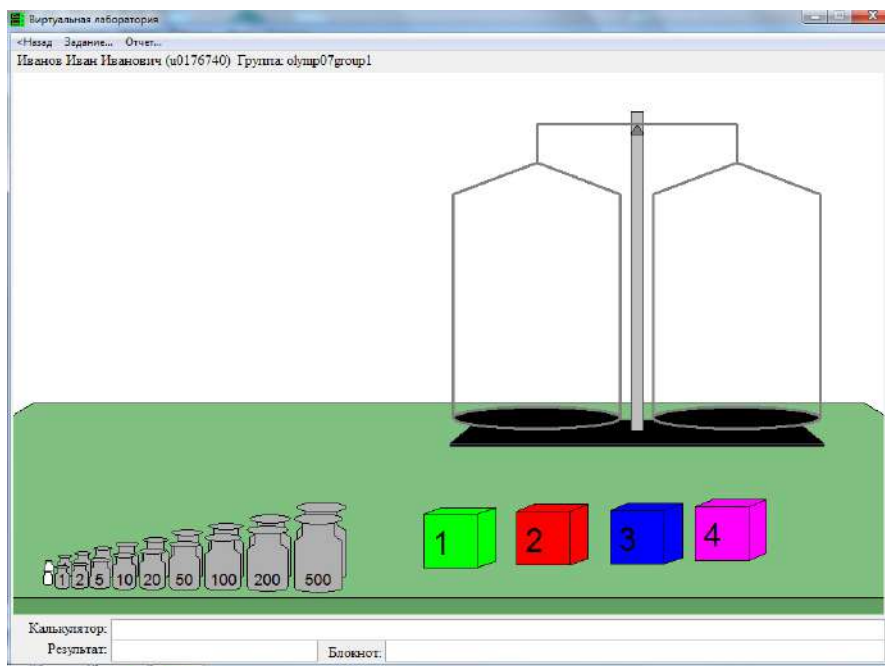 Виртуальная лаборатория
<Назад Задание... Отчет...
Иванов Иван Иванович (u0176740) Группа: olymp07group1
1 2 5 10 20 50 100 200 500
1 2 3 4
Калькулятор:
Результат: Блокнот: